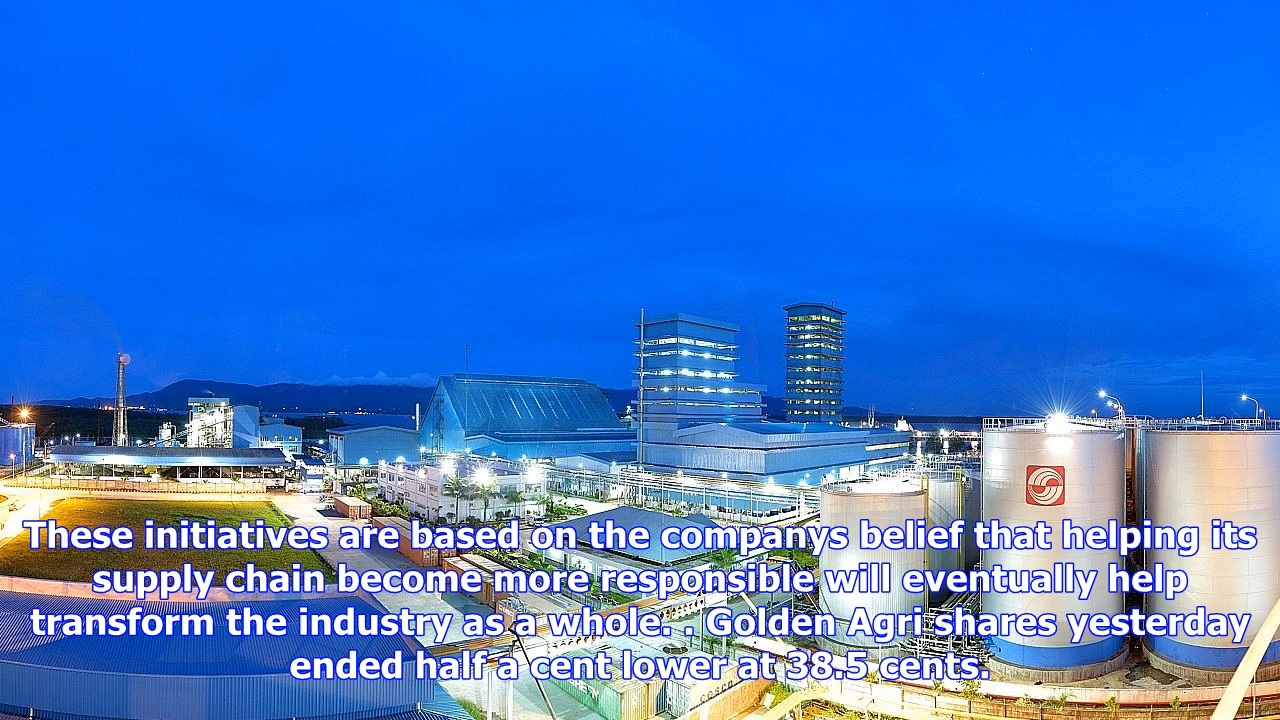 These initiatives are based on the companys belief that helping its
supply chain become more responsible will eventually help
transform the industry as a whole. . Golden Agri shares yesterday
ended half a cent lower at 38.5 cents.
COSCO